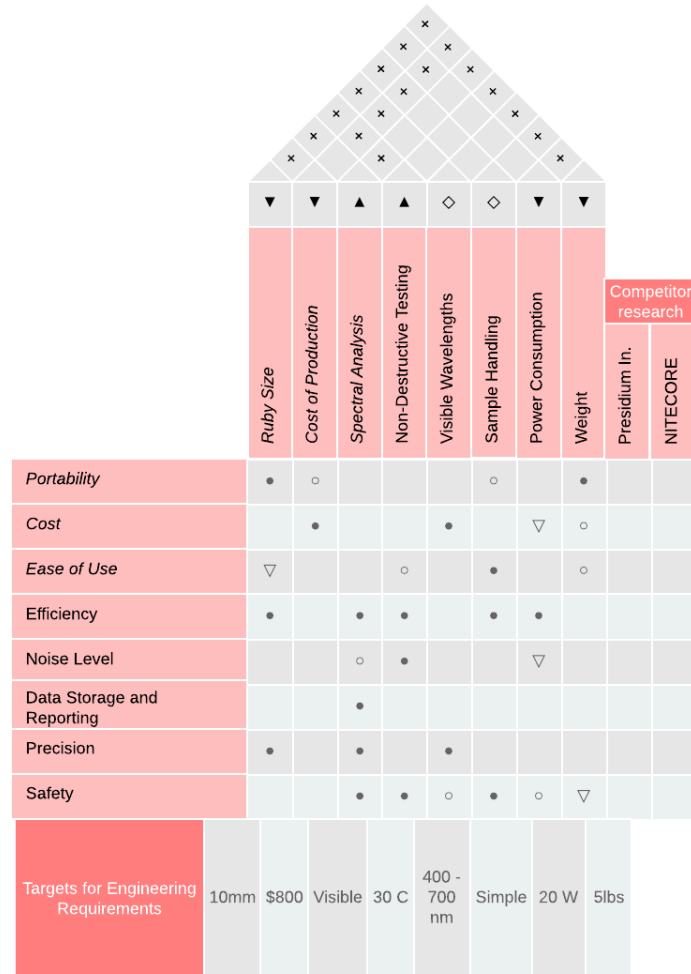 Competitor
research
Ruby Size
Cost of Production
Spectral Analysis
Non-Destructive Testing
Visible Wavelengths
Sample Handling
Power Consumption
Weight
Presidium In.
NITECORE
Portability
Cost
Ease of Use
Efficiency
Noise Level
Data Storage and
Reporting
Precision
Safety
Targets for Engineering
Requirements
10mm
$800
Visible
30 C
400 -
700
nm
Simple
20 W
5lbs